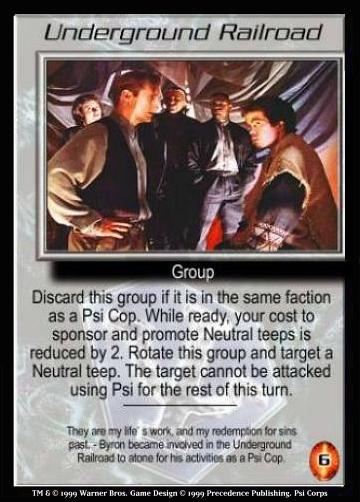 Underground Railroad
Group
Discard this group if it is in the same faction
as a Psi Cop. While ready, your cost to
sponsor and promote Neutral teeps is
reduced by 2. Rotate this group and target a
Neutral teep. The target cannot be attacked
using Psi for the rest of this turn.
They are my life`s work, and my redemption for sins
past. - Byron became involved in the Underground
Railroad to atone for his activities as a Psi Cop.
6
TM & © 1999 Warner Bros. Game Design © 1999 Precedence Publishing. Psi Corps